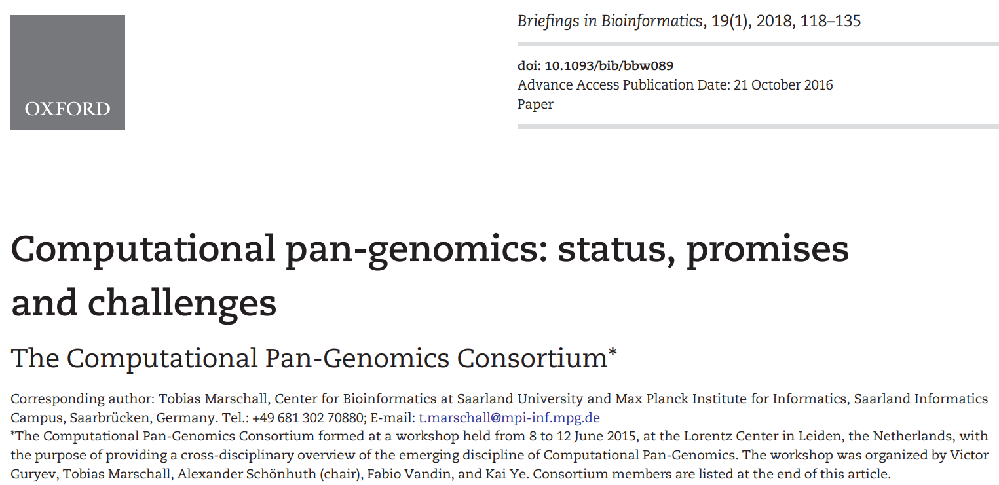 OXFORD
Briefings in Bioinformatics, 19(1), 2018, 118–135
doi: 10.1093/bib/bbw089
Advance Access Publication Date: 21 October 2016
Paper
Computational pan-genomics: status, promises
and challenges
The Computational Pan-Genomics Consortium*
Corresponding author: Tobias Marschall, Center for Bioinformatics at Saarland University and Max Planck Institute for Informatics, Saarland Informatics
Campus, Saarbrücken, Germany. Tel.: +49 681 302 70880; E-mail: t.marschall@mpi-inf.mpg.de
*The Computational Pan-Genomics Consortium formed at a workshop held from 8 to 12 June 2015, at the Lorentz Center in Leiden, the Netherlands, with
the purpose of providing a cross-disciplinary overview of the emerging discipline of Computational Pan-Genomics. The workshop was organized by Victor
Guryev, Tobias Marschall, Alexander Schönhuth (chair), Fabio Vandin, and Kai Ye. Consortium members are listed at the end of this article.